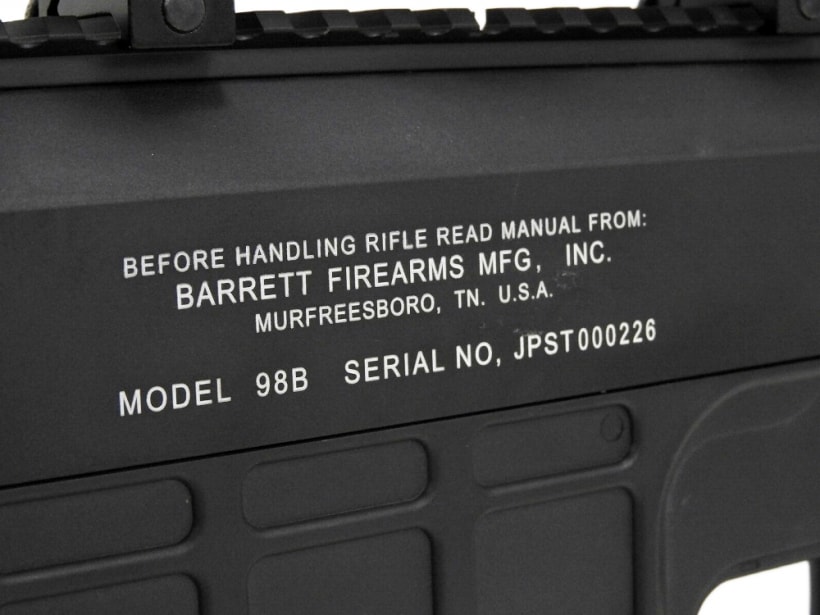 BEFORE HANDLING RIFLE READ MANUAL FROM:
BARRETT FIREARMS MFG, INC.
MURFREESBORO, TN. U.S.A.
MODEL 98B SERIAL NO, JPST000226